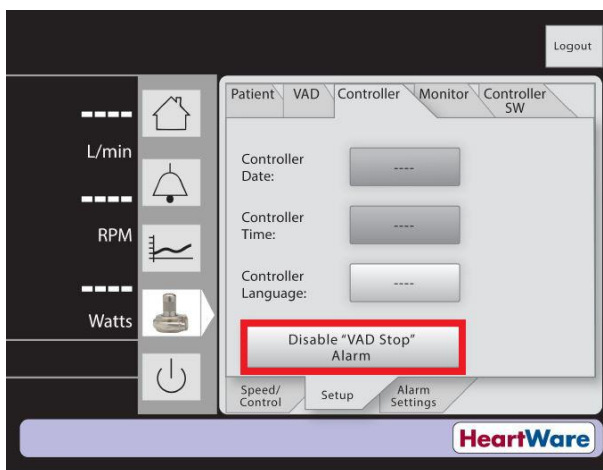 Logout
Patient VAD Controller Monitor Controller SW
----
L/min
----
RPM
----
Watts
Controller
Date:
----
Controller
Time:
----
Controller
Language:
----
Disable "VAD Stop"
Alarm
Speed/
Control
Setup
Alarm
Settings
HeartWare